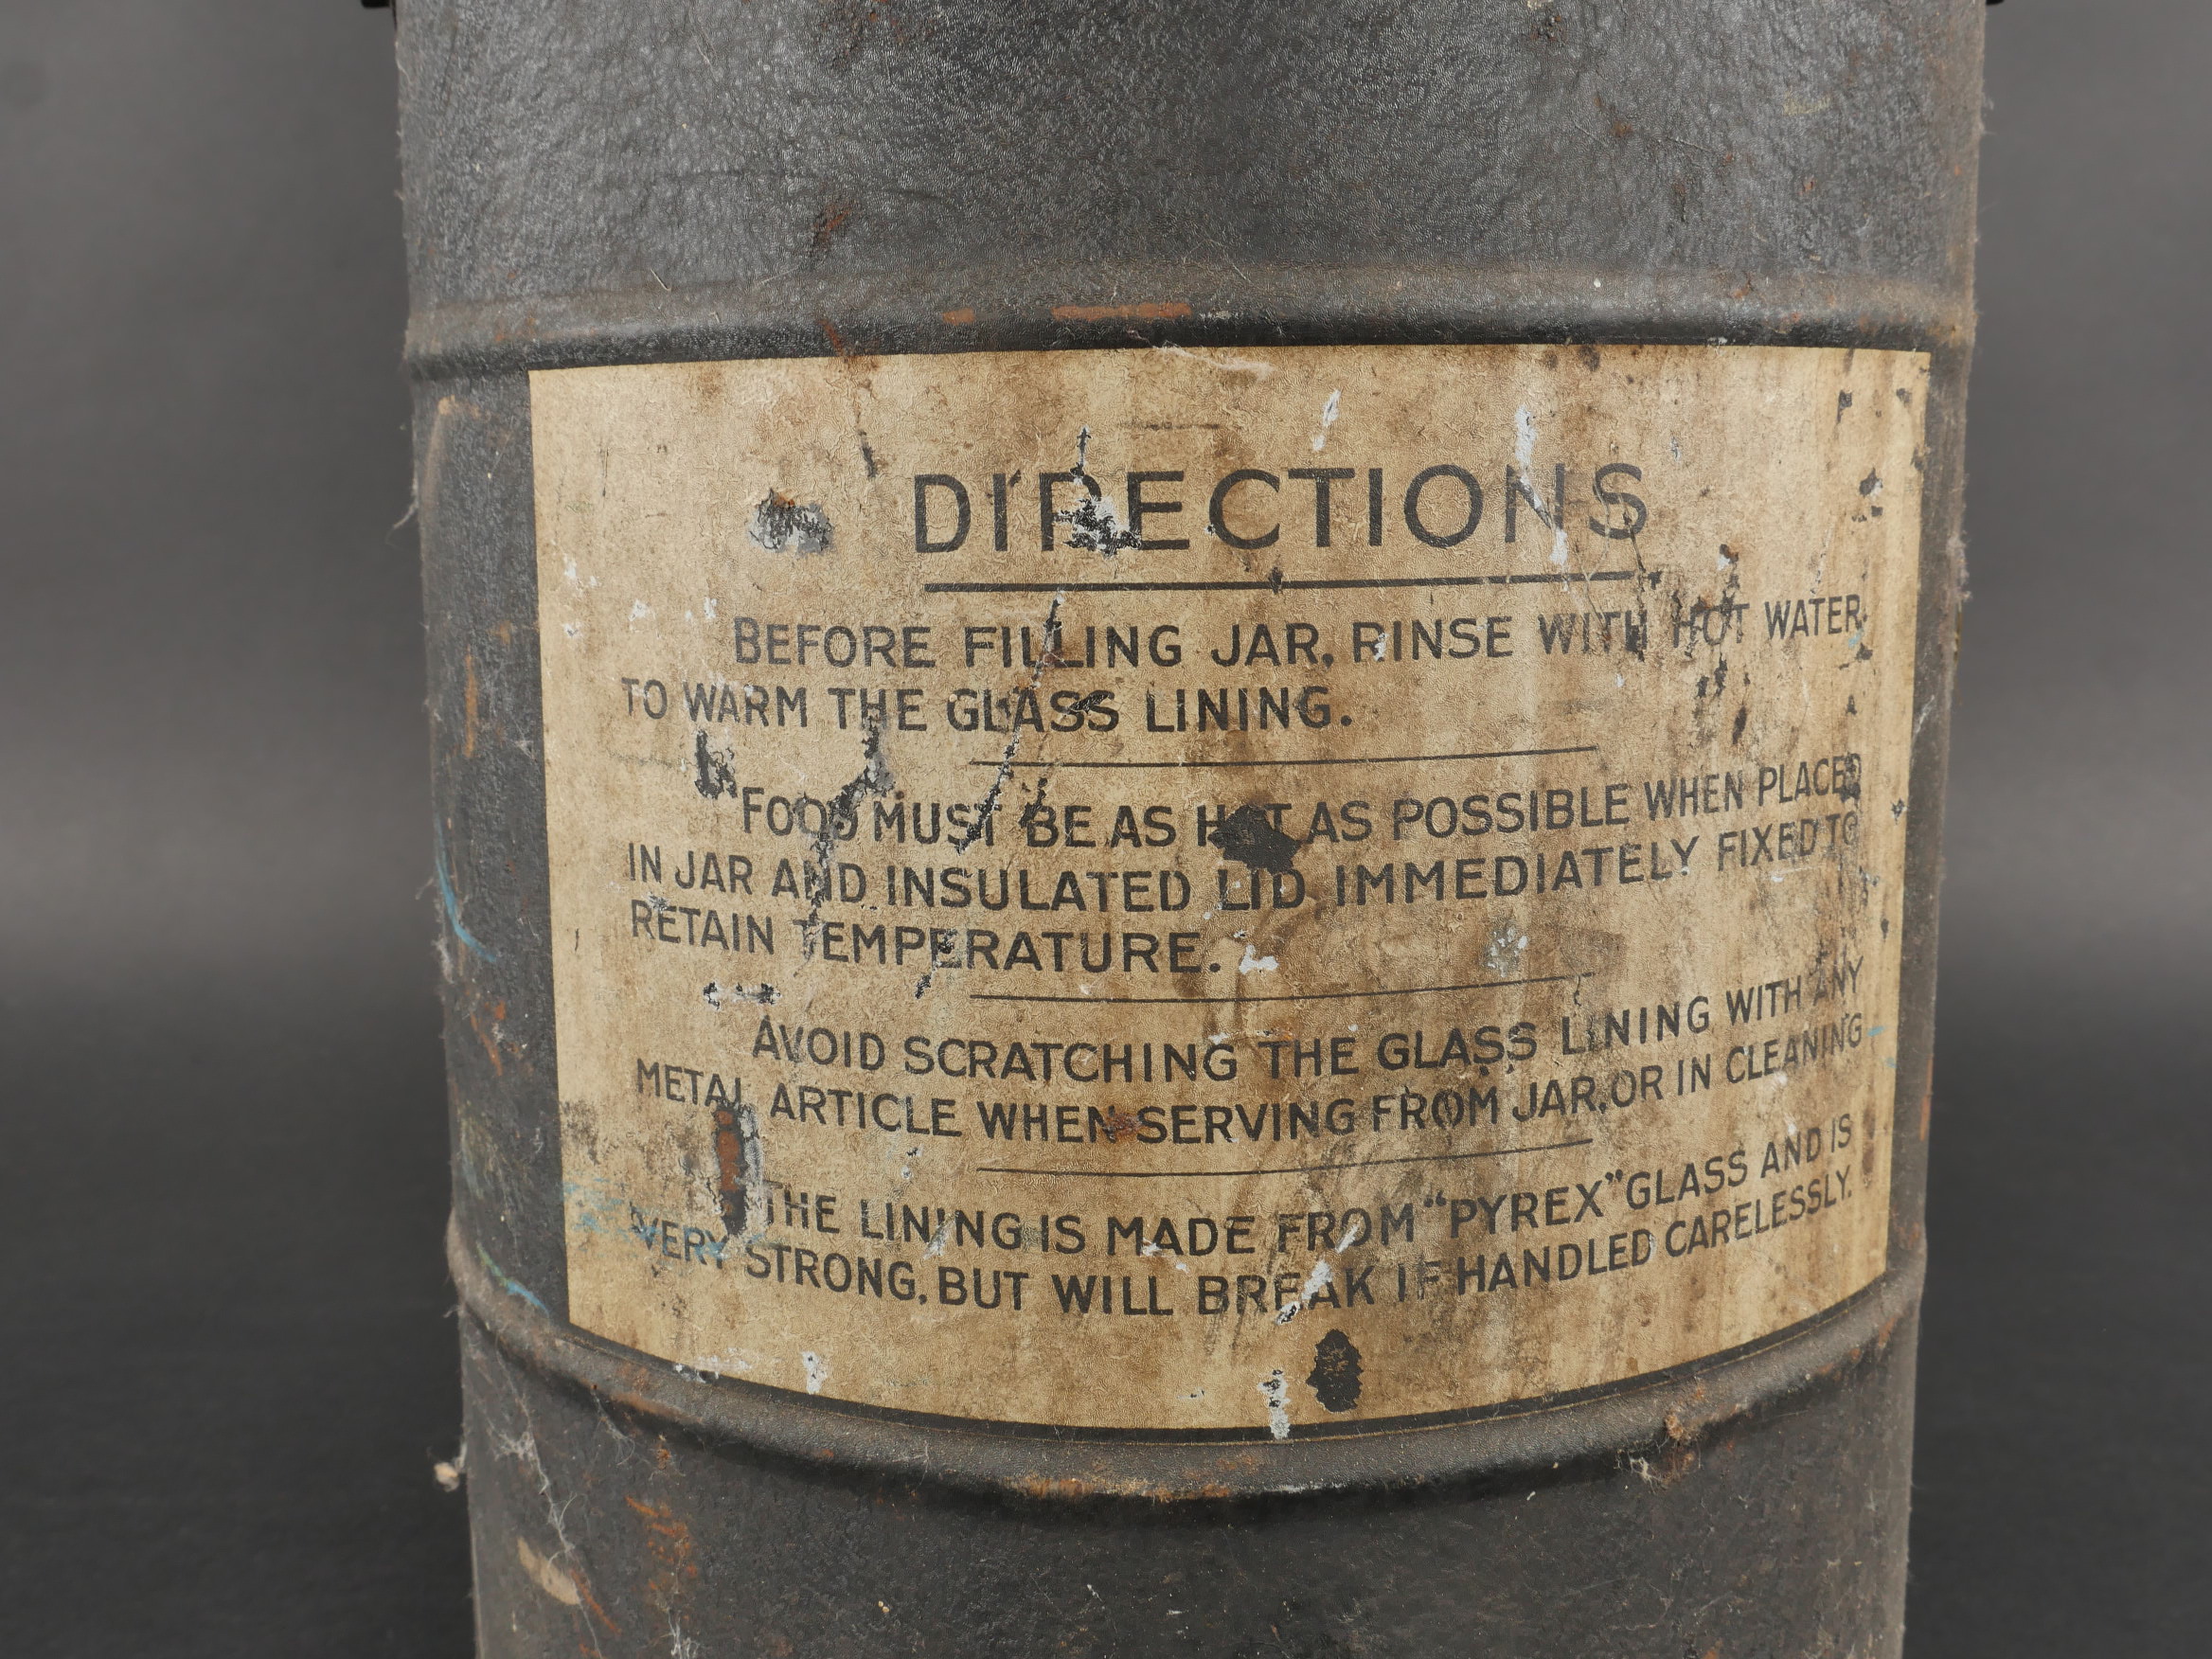 DIRECTIONS
BEFORE FILLING JAR, RINSE WITH HOT WATER
TO WARM THE GLASS LINING.
FOOD MUST BE AS HOT AS POSSIBLE WHEN PLACED
IN JAR AND INSULATED LID IMMEDIATELY FIXED TO
RETAIN TEMPERATURE.
AVOID SCRATCHING THE GLASS LINING WITH ANY
METAL ARTICLE WHEN SERVING FROM JAR, OR IN CLEANING
THE LINING IS MADE FROM "PYREX" GLASS AND IS
VERY STRONG, BUT WILL BREAK IF HANDLED CARELESSLY.